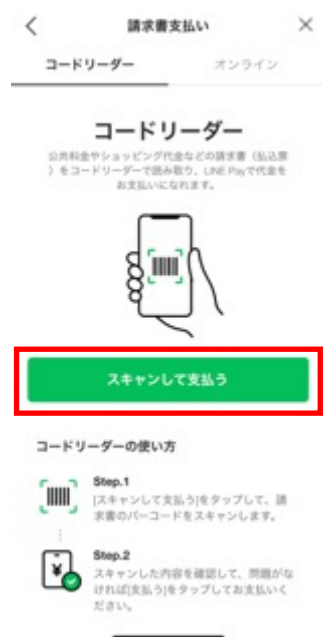 請求書支払い
コードリーダー
オンライン
コードリーダー
公共料金やショッピング代金などの請求書（払込票
）をコードリーダーで読み取り、LINE Payで代金を
お支払いになれます。
スキャンして支払う
コードリーダーの使い方
Step.1
[スキャンして支払う]をタップして、請
求書のバーコードをスキャンします。
¥
Step.2
スキャンした内容を確認して、問題がな
ければ[支払う]をタップしてお支払いく
ださい。